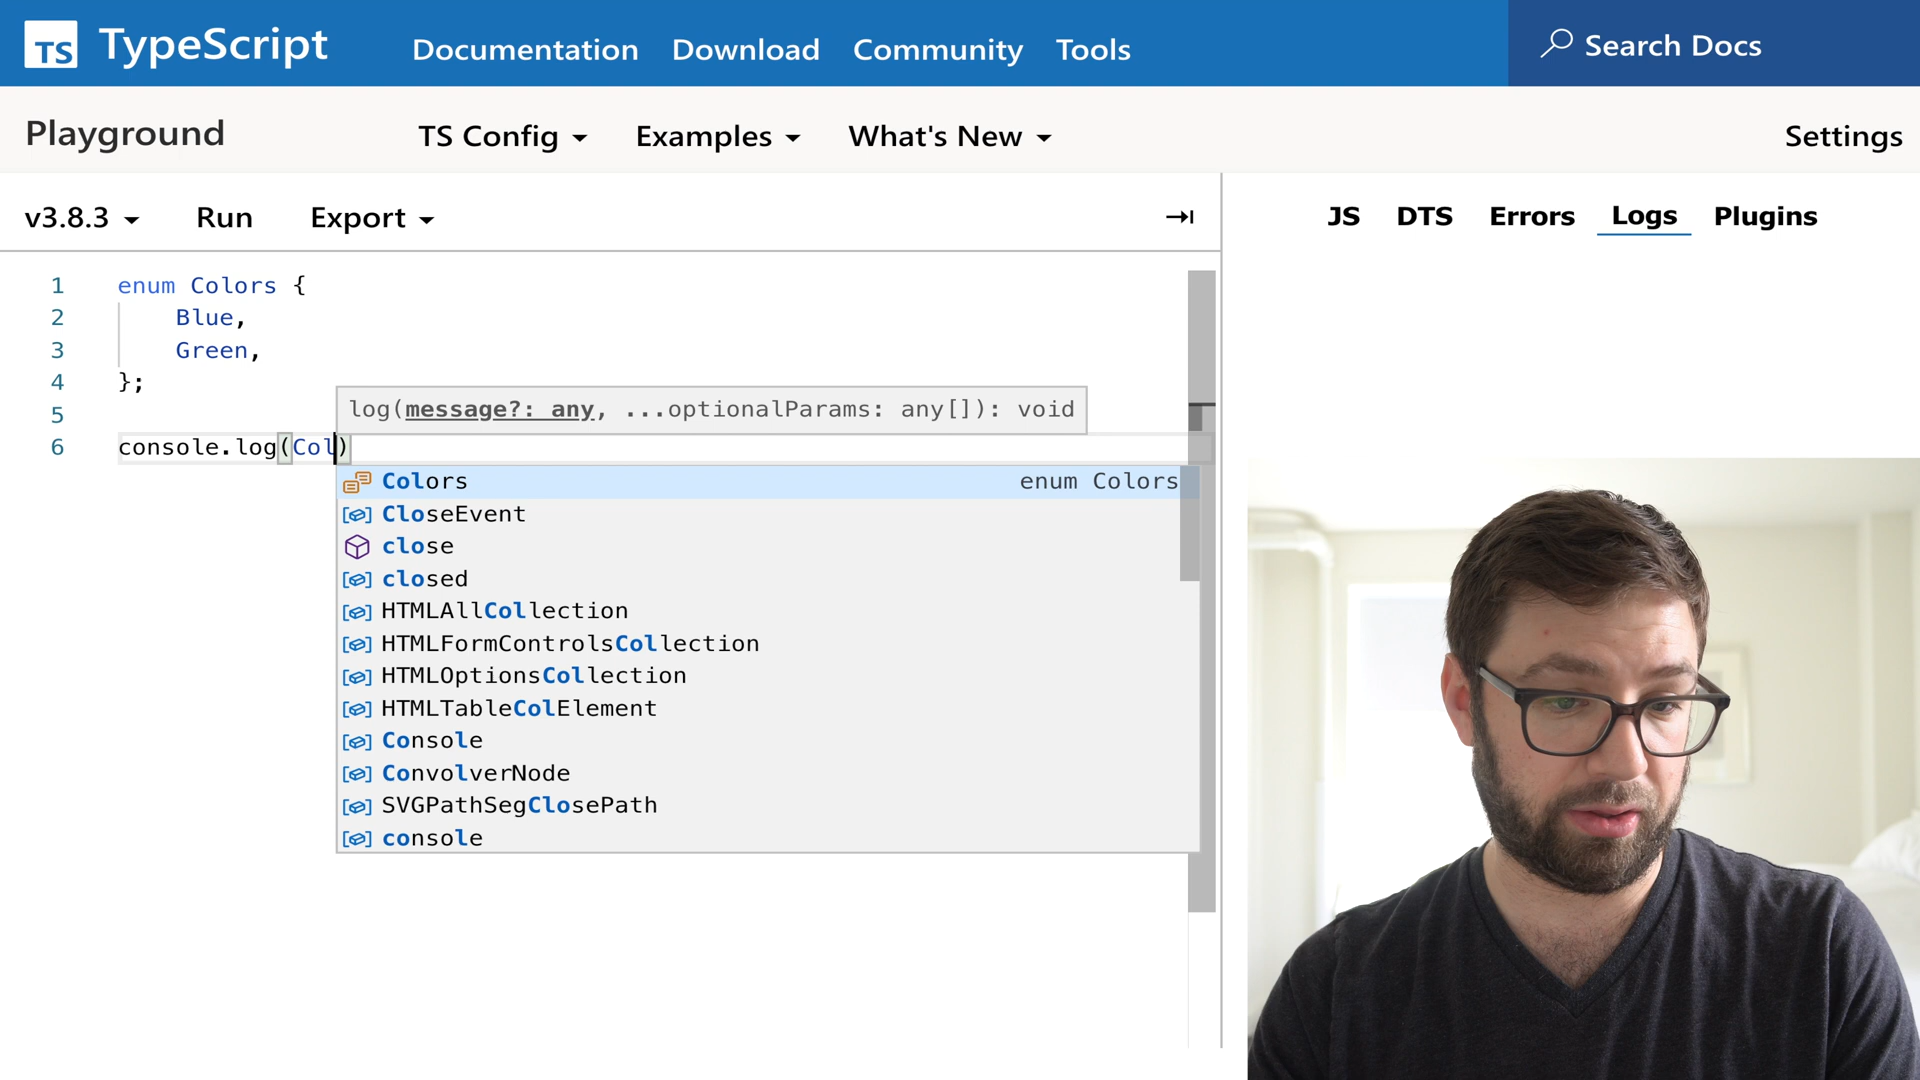 TS TypeScript Documentation Download Community Tools Search Docs
Playground TS Config Examples What's New Settings
v3.8.3 Run Export JS DTS Errors Logs Plugins
1 enum Colors {
2 Blue,
3 Green,
4 };
5
log(message?: any, ...optionalParams: any[]): void
6 console.log(Col)
Colors enum Colors
CloseEvent
close
closed
HTMLAllCollection
HTMLFormControlsCollection
HTMLOptionsCollection
HTMLTableColElement
Console
ConvolverNode
SVGPathSegClosePath
console